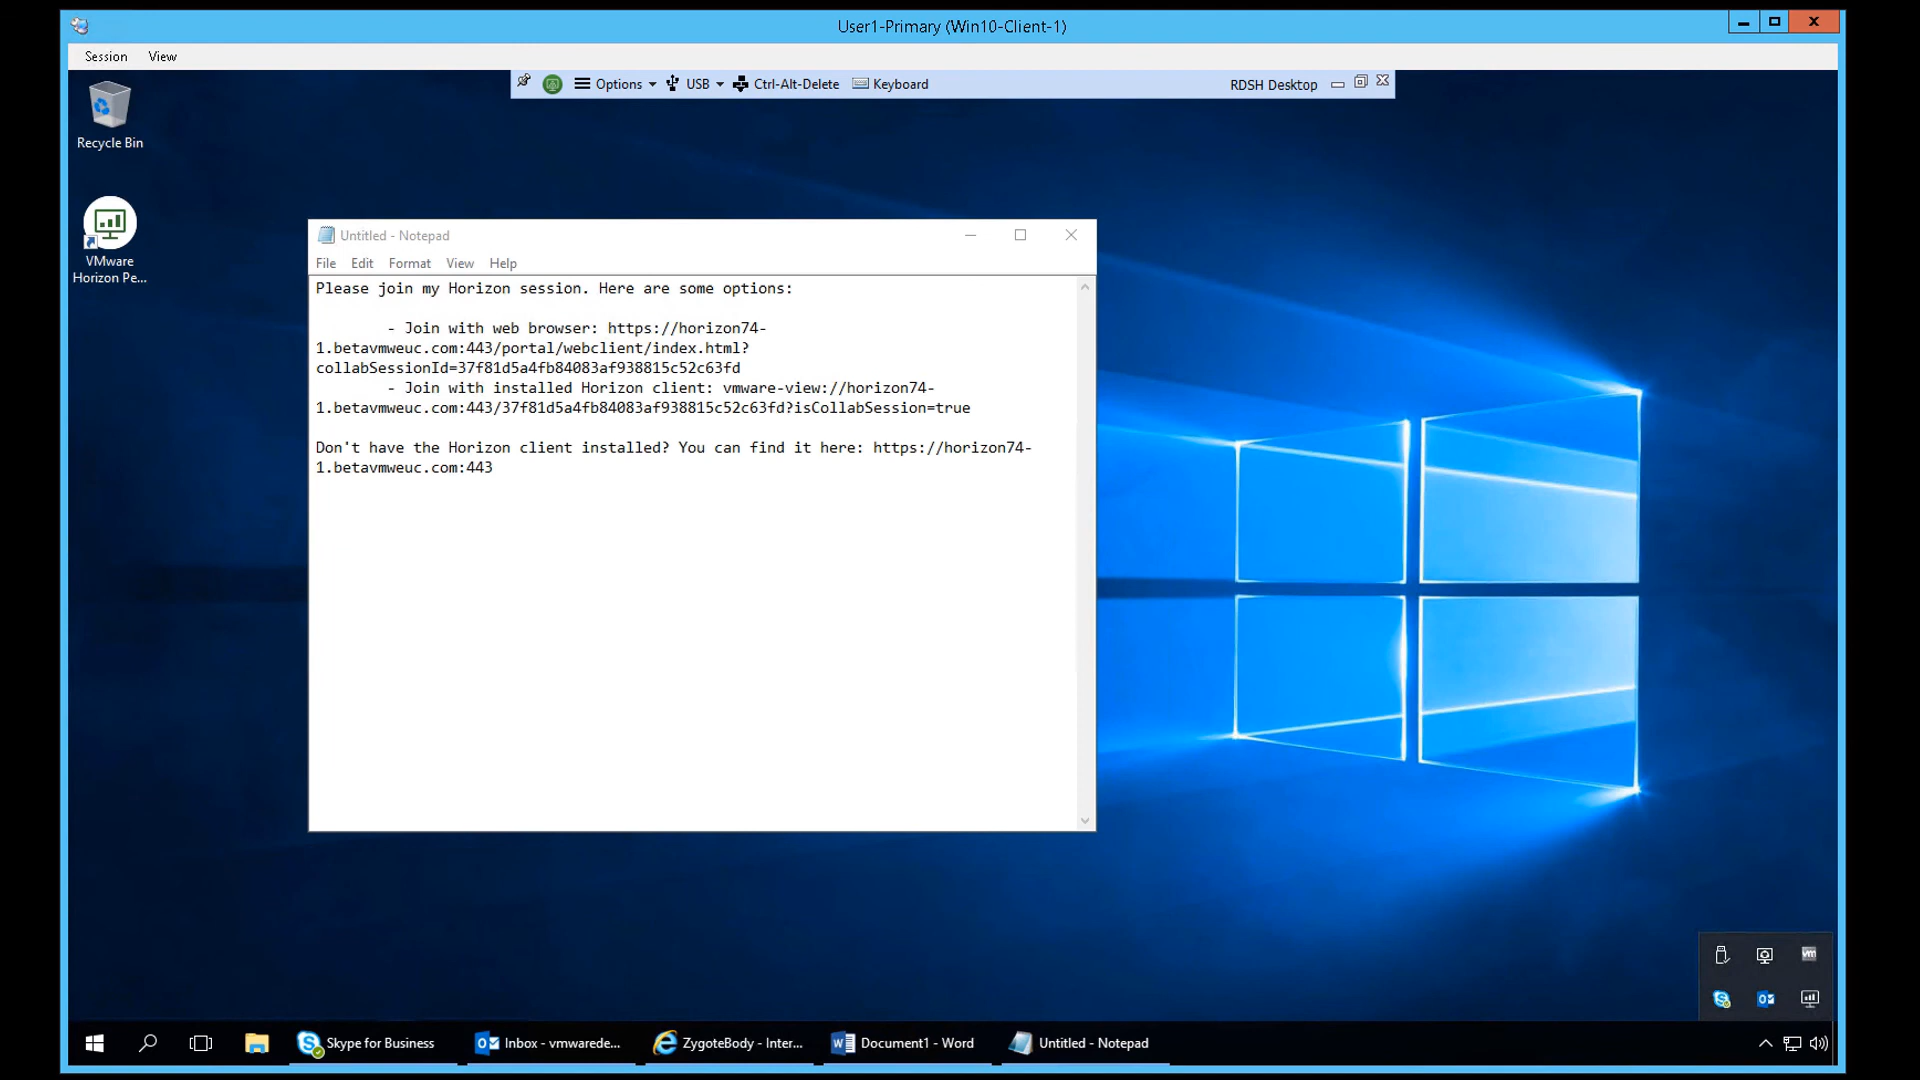 User1-Primary (Win10-Client-1)
Session View
Options USB Ctrl-Alt-Delete Keyboard RDSH Desktop
Recycle Bin
VMware
Horizon Pe...
Untitled - Notepad
File Edit Format View Help
Please join my Horizon session. Here are some options:
- Join with web browser: https://horizon74-
1.betavmweuc.com:443/portal/webclient/index.html?
collabSessionId=37f81d5a4fb84083af938815c52c63fd
- Join with installed Horizon client: vmware-view://horizon74-
1.betavmweuc.com:443/37f81d5a4fb84083af938815c52c63fd?isCollabSession=true
Don't have the Horizon client installed? You can find it here: https://horizon74-
1.betavmweuc.com:443
vm
Skype for Business Inbox - vmwarede... ZygoteBody - Inter... Document1 - Word Untitled - Notepad